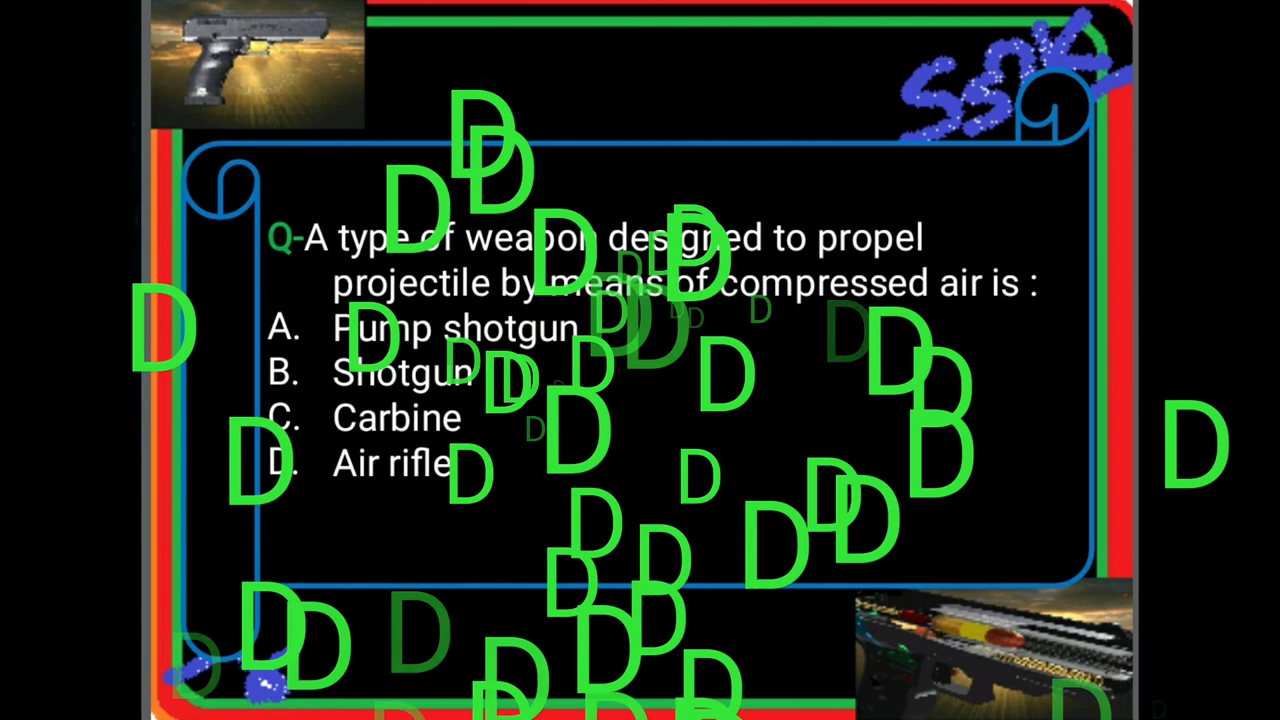 SSNK
Q-A type of weapon designed to propel
projectile by means of compressed air is :
A. Pump shotgun
B. Shotgun
C. Carbine
D. Air rifle
D D D D D D D D D D D D D D D D D D D D D D D D D D D D D D D D D D D D D D D D D D